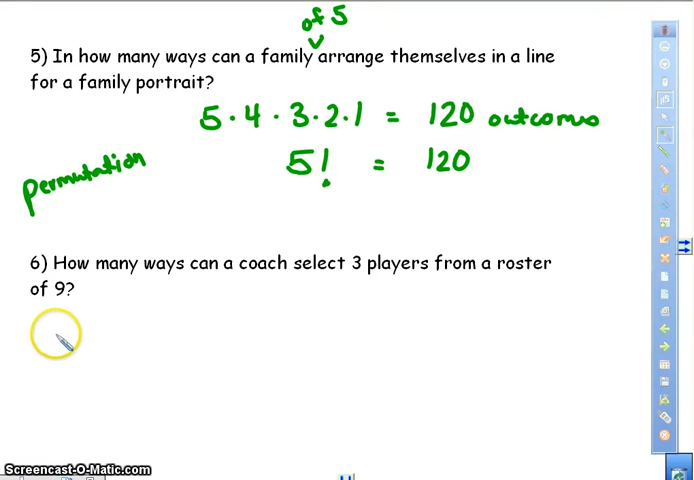 of 5
5) In how many ways can a family arrange themselves in a line
for a family portrait?
5 · 4 · 3 · 2 · 1 = 120 outcomes
permutation
5! = 120
6) How many ways can a coach select 3 players from a roster
of 9?
Screencast-O-Matic.com